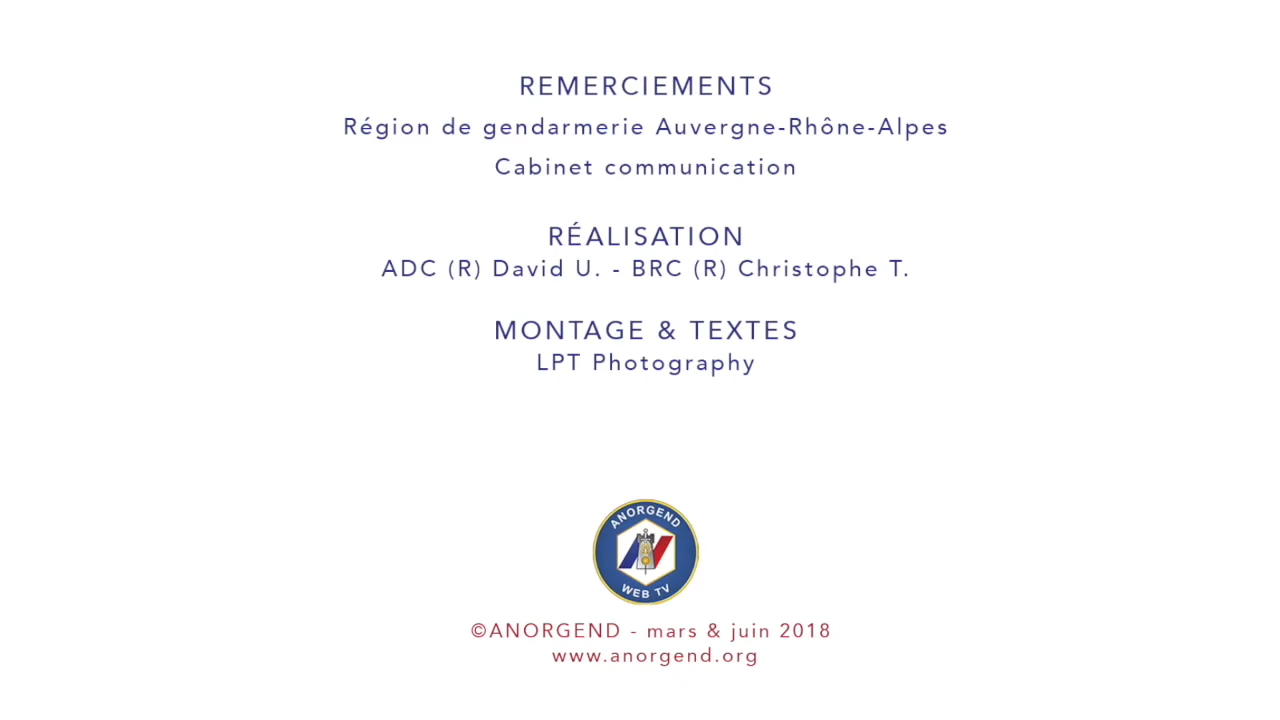 REMERCIEMENTS
Région de gendarmerie Auvergne-Rhône-Alpes
Cabinet communication
RÉALISATION
ADC (R) David U. - BRC (R) Christophe T.
MONTAGE & TEXTES
LPT Photography
ANORGEND
WEB TV
©ANORGEND - mars & juin 2018
www.anorgend.org